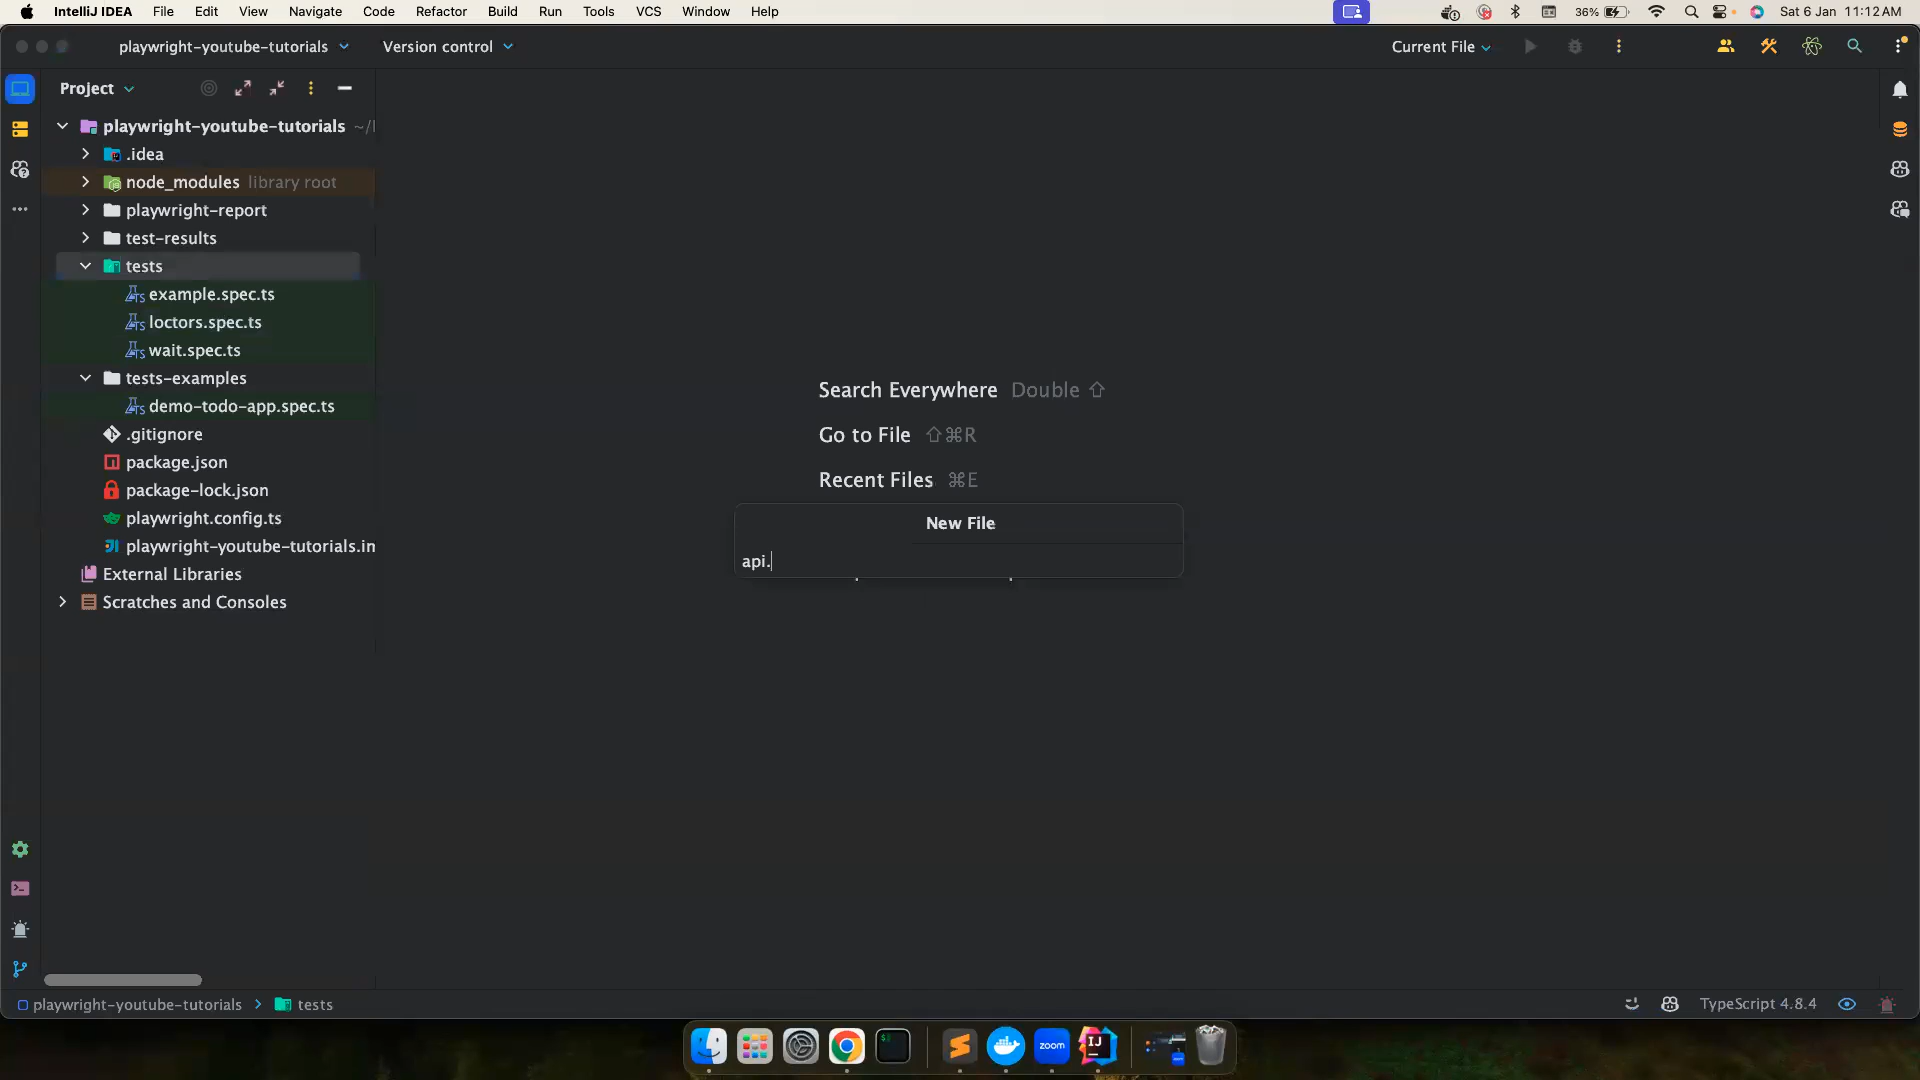 IntelliJ IDEA File Edit View Navigate Code Refactor Build Run Tools VCS Window Help 36% Sat 6 Jan 11:12 AM
playwright-youtube-tutorials Version control Current File
Project
playwright-youtube-tutorials ~/
.idea
node_modules library root
playwright-report
test-results
tests
example.spec.ts
loctors.spec.ts
wait.spec.ts
tests-examples
demo-todo-app.spec.ts
.gitignore
package.json
package-lock.json
playwright.config.ts
playwright-youtube-tutorials.in
External Libraries
Scratches and Consoles
Search Everywhere Double ⇧
Go to File ⇧⌘R
Recent Files ⌘E
New File
api.
playwright-youtube-tutorials > tests TypeScript 4.8.4
zoom
IJ